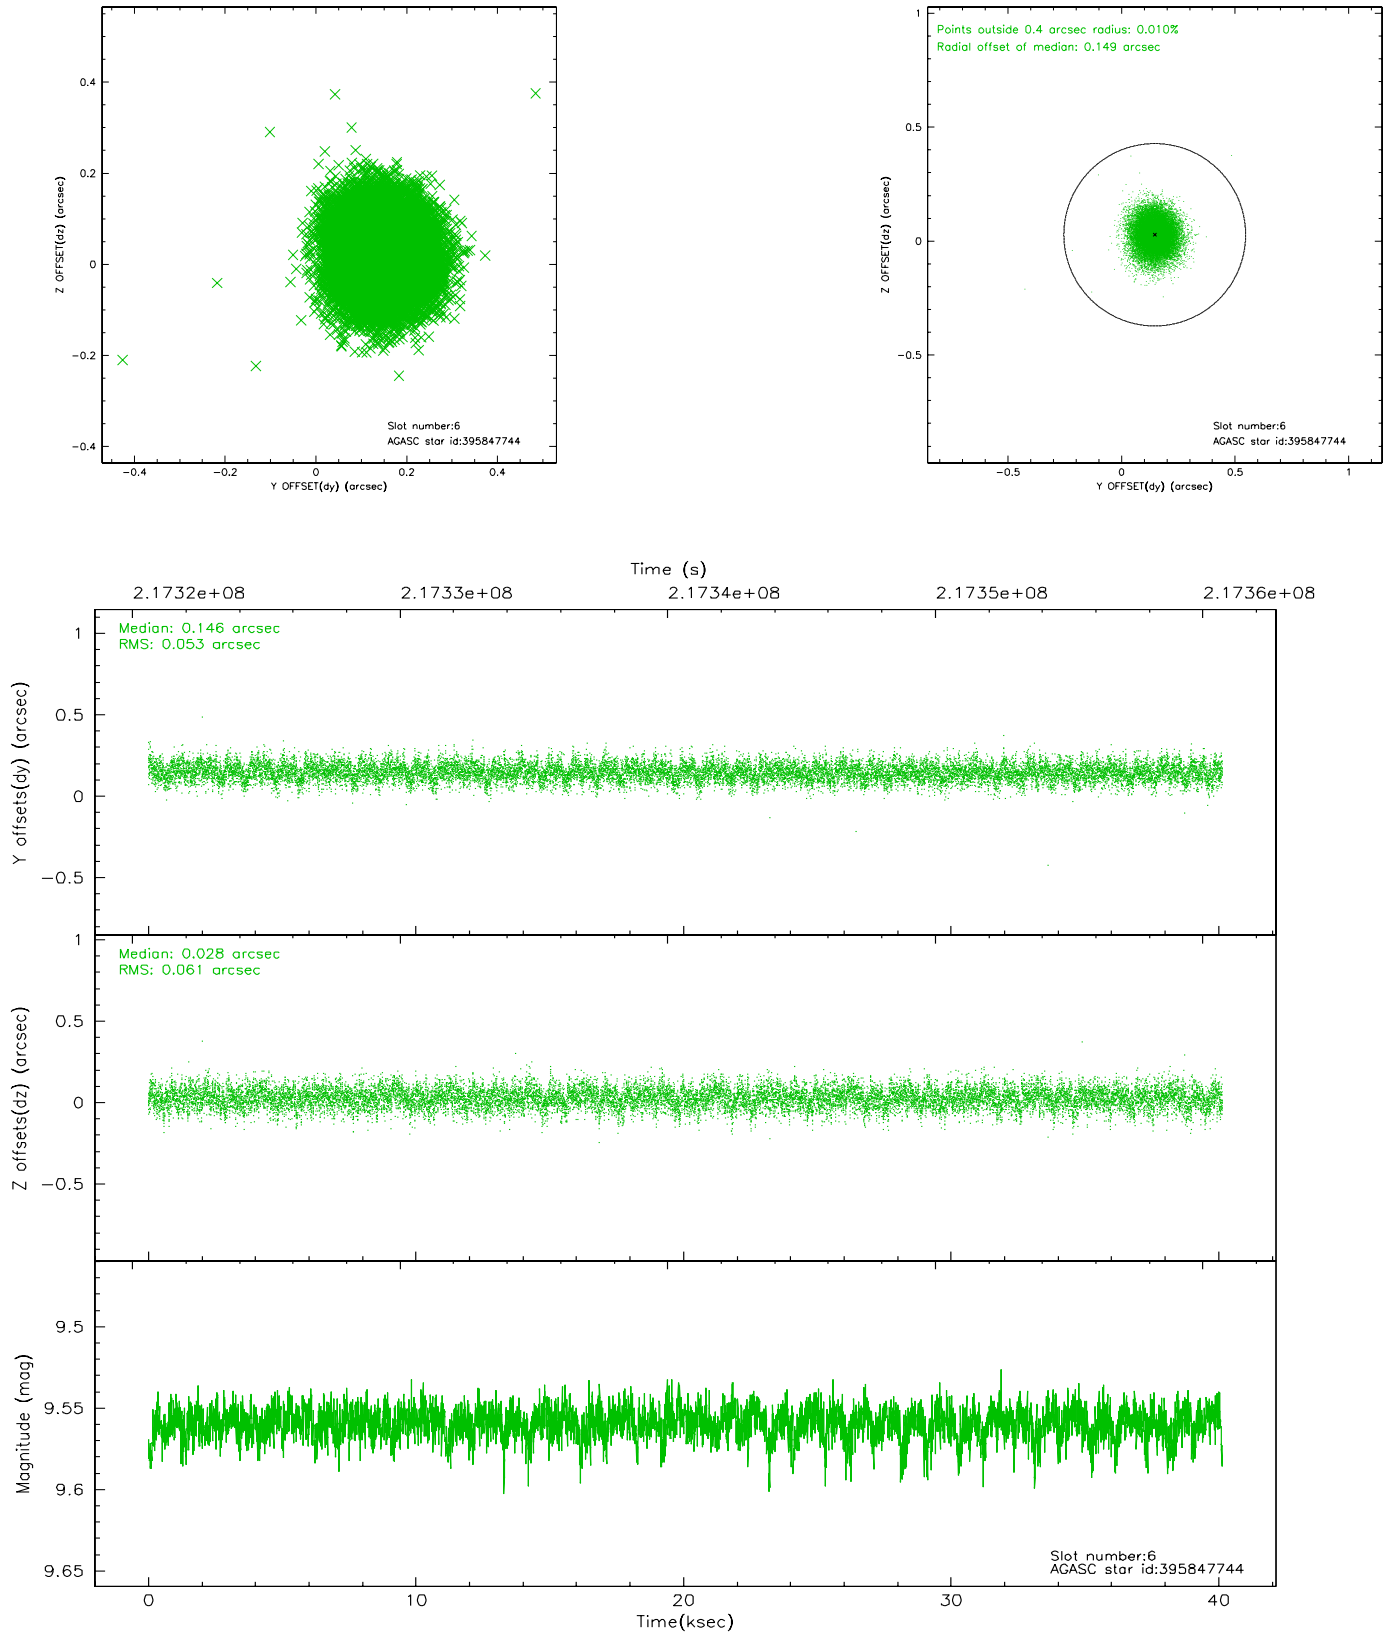 0.4
0.2
0
−0.2
−0.4
Z OFFSET(dz) (arcsec)
Slot number:6
AGASC star id:395847744
−0.4
−0.2
0
0.2
0.4
Y OFFSET(dy) (arcsec)
Points outside 0.4 arcsec radius: 0.010%
Radial offset of median: 0.149 arcsec
1
0.5
0
−0.5
Z OFFSET(dz) (arcsec)
Slot number:6
AGASC star id:395847744
−0.5
0
0.5
1
Y OFFSET(dy) (arcsec)
Time (s)
2.1732e+08
2.1733e+08
2.1734e+08
2.1735e+08
2.1736e+08
Median: 0.146 arcsec
RMS: 0.053 arcsec
1
0.5
0
−0.5
Y offsets(dy) (arcsec)
Median: 0.028 arcsec
RMS: 0.061 arcsec
1
0.5
0
−0.5
Z offsets(dz) (arcsec)
9.5
9.55
9.6
9.65
Magnitude (mag)
Slot number:6
AGASC star id:395847744
0
10
20
30
40
Time(ksec)